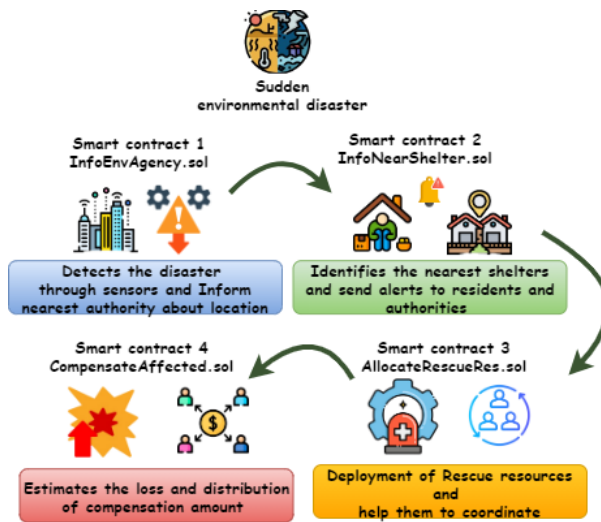 Sudden
environmental disaster
Smart contract 1
InfoEnvAgency.sol
Smart contract 2
InfoNearShelter.sol
Detects the disaster
through sensors and Inform
nearest authority about location
Identifies the nearest shelters
and send alerts to residents and
authorities
Smart contract 4
CompensateAffected.sol
Smart contract 3
AllocateRescueRes.sol
$
Estimates the loss and distribution
of compensation amount
Deployment of Rescue resources
and
help them to coordinate